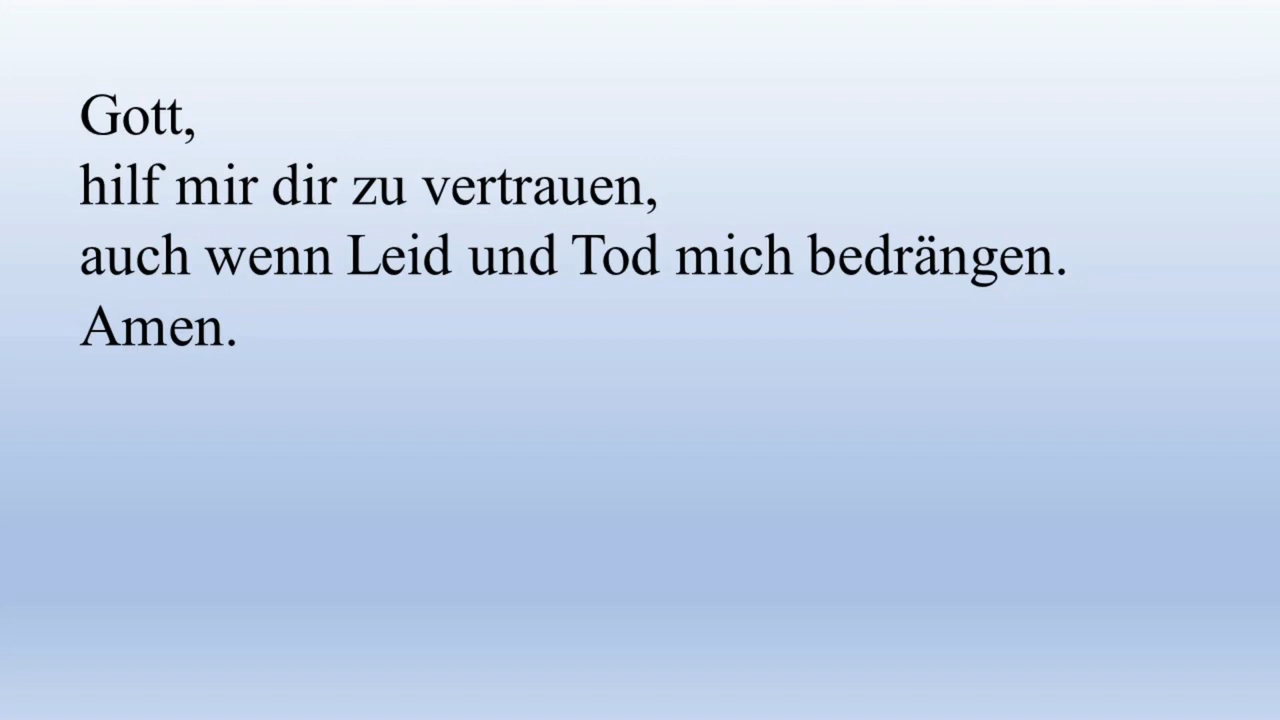 Gott,
hilf mir dir zu vertrauen,
auch wenn Leid und Tod mich bedrängen.
Amen.